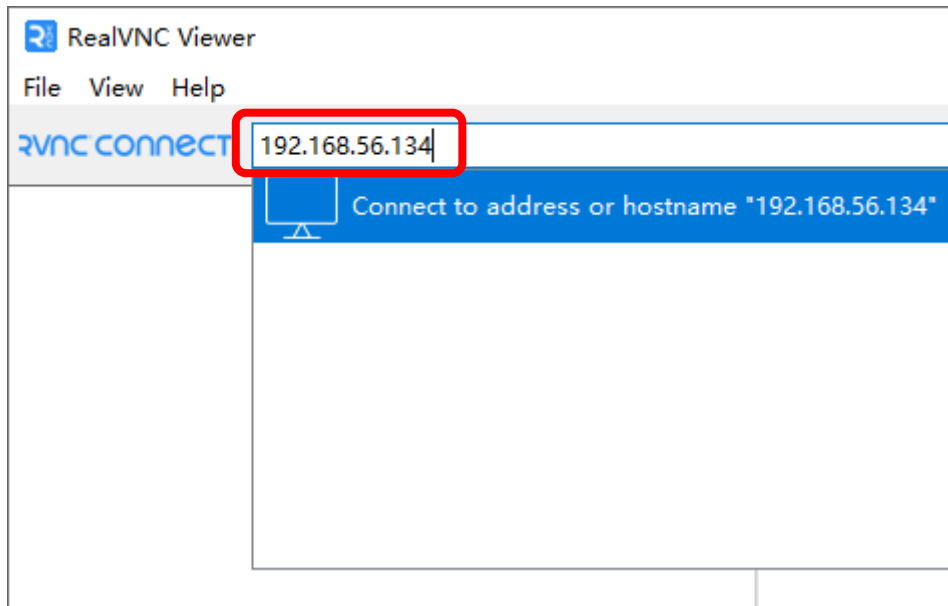 RealVNC Viewer
File View Help
RVNC CONNECT 192.168.56.134
Connect to address or hostname "192.168.56.134"